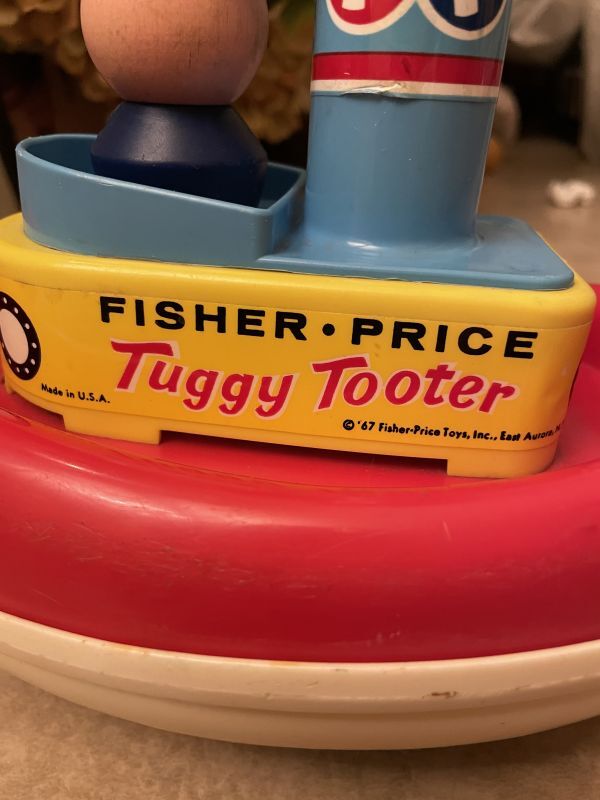 FISHER•PRICE
Tuggy Tooter
Made in U.S.A.
© '67 Fisher-Price Toys, Inc., East Aurora,